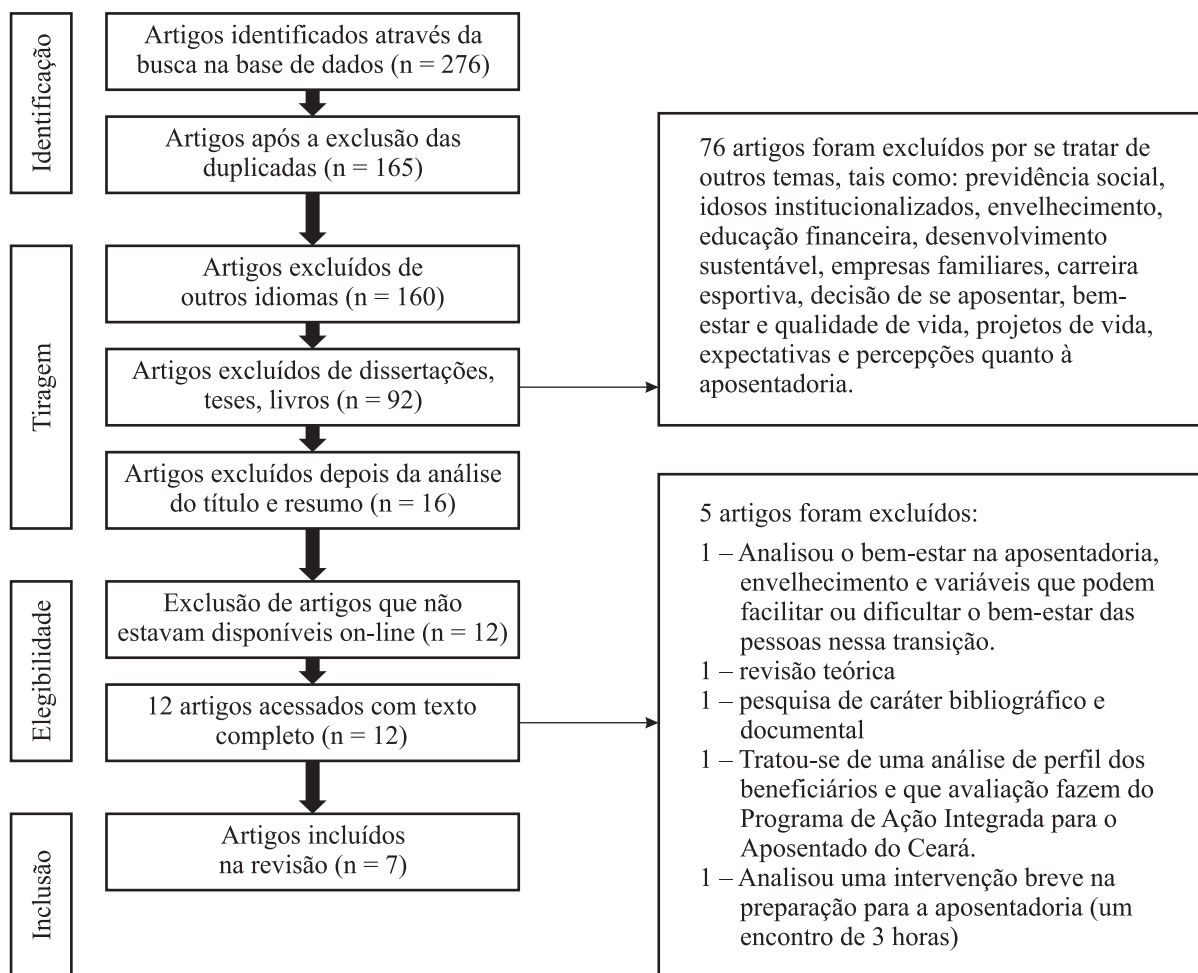 Identificação
Artigos identificados através da
busca na base de dados (n = 276)
Artigos após a exclusão das
duplicadas (n = 165)
Tiragem
Artigos excluídos de
outros idiomas (n = 160)
Artigos excluídos de dissertações,
teses, livros (n = 92)
Artigos excluídos depois da análise
do título e resumo (n = 16)
76 artigos foram excluídos por se tratar de
outros temas, tais como: previdência social,
idosos institucionalizados, envelhecimento,
educação financeira, desenvolvimento
sustentável, empresas familiares, carreira
esportiva, decisão de se aposentar, bem-
estar e qualidade de vida, projetos de vida,
expectativas e percepções quanto à
aposentadoria.
Elegibilidade
Exclusão de artigos que não
estavam disponíveis on-line (n = 12)
12 artigos acessados com texto
completo (n = 12)
5 artigos foram excluídos:
1 – Analisou o bem-estar na aposentadoria,
envelhecimento e variáveis que podem
facilitar ou dificultar o bem-estar das
pessoas nessa transição.
1 – revisão teórica
1 – pesquisa de caráter bibliográfico e
documental
1 – Tratou-se de uma análise de perfil dos
beneficiários e que avaliação fazem do
Programa de Ação Integrada para o
Aposentado do Ceará.
1 – Analisou uma intervenção breve na
preparação para a aposentadoria (um
encontro de 3 horas)
Inclusão
Artigos incluídos
na revisão (n = 7)